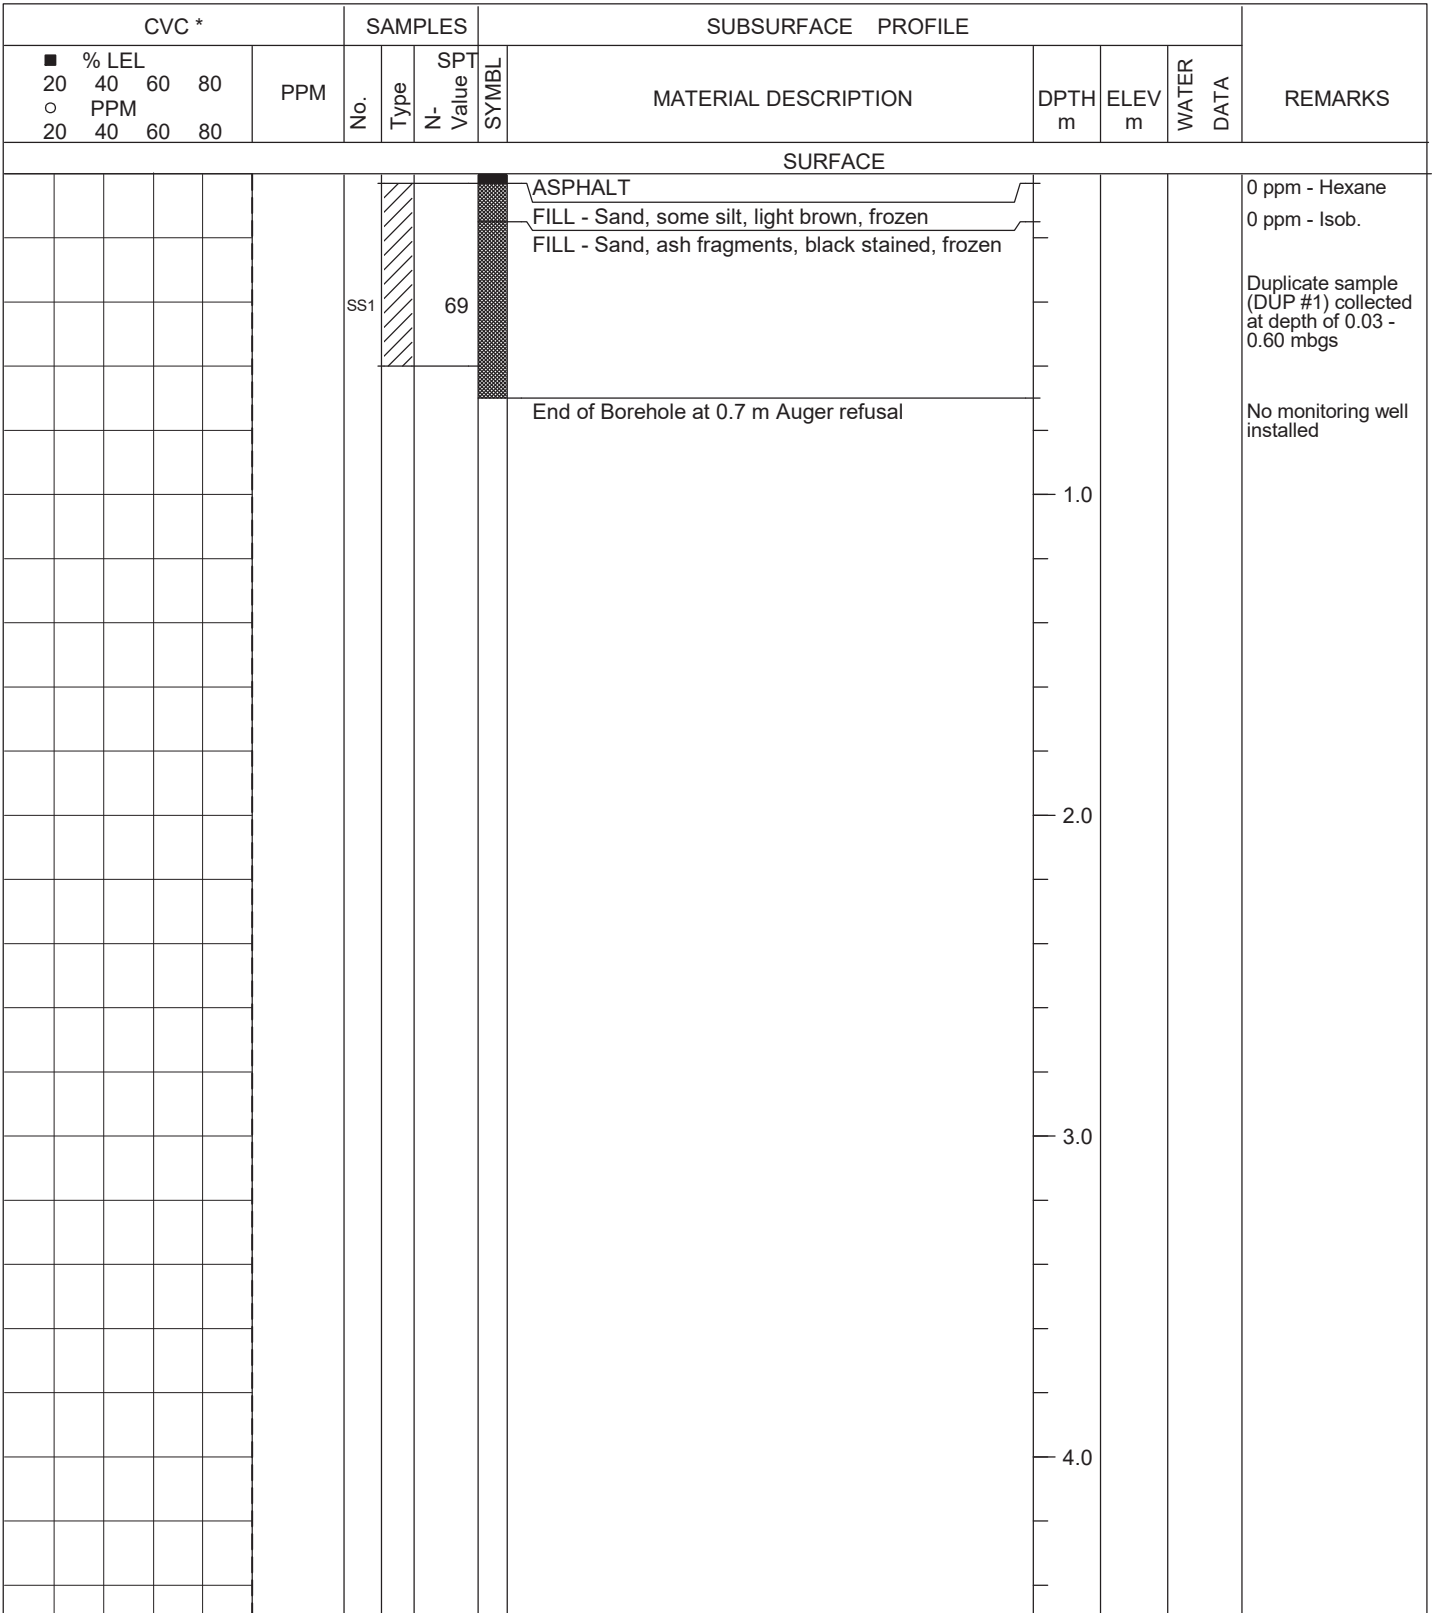 CVC *
SAMPLES
SUBSURFACE PROFILE
■ % LEL
20 40 60 80
○ PPM
20 40 60 80
PPM
No.
Type
SPT
N-
Value
SYMBL
MATERIAL DESCRIPTION
DPTH
m
ELEV
m
WATER
DATA
REMARKS
SURFACE
ASPHALT
0 ppm - Hexane
FILL - Sand, some silt, light brown, frozen
0 ppm - Isob.
FILL - Sand, ash fragments, black stained, frozen
SS1
69
Duplicate sample
(DUP #1) collected
at depth of 0.03 -
0.60 mbgs
End of Borehole at 0.7 m Auger refusal
No monitoring well
installed
1.0
2.0
3.0
4.0